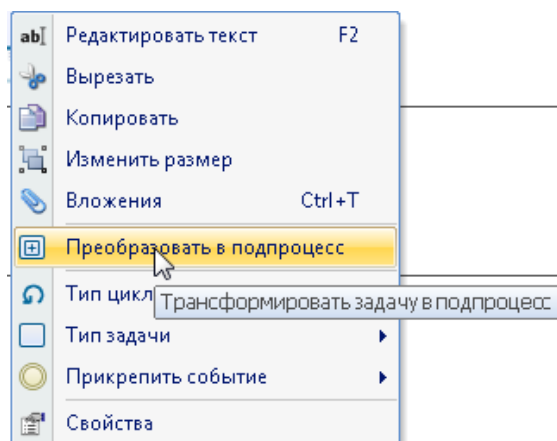 ab Редактировать текст F2
Вырезать
Копировать
Изменить размер
Вложения Ctrl+T
Преобразовать в подпроцесс
Тип цикл
Трансформировать задачу в подпроцесс
Тип задачи
Прикрепить событие
Свойства